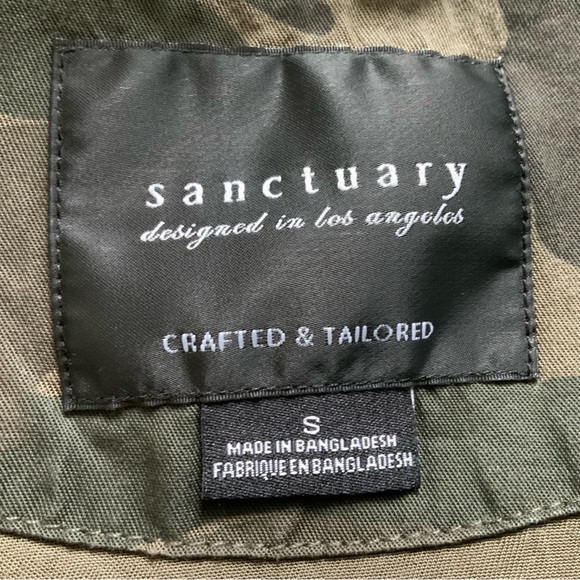 sanctuary
designed in los angeles
CRAFTED & TAILORED
S
MADE IN BANGLADESH
FABRIQUE EN BANGLADESH